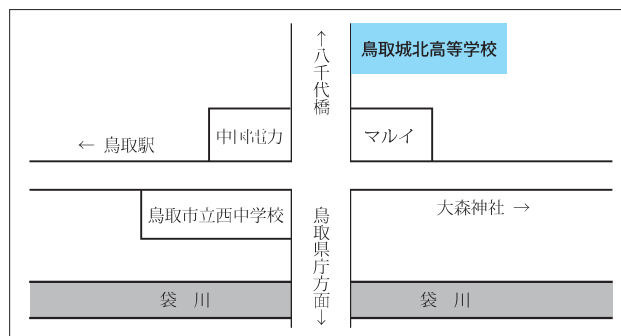 ↑八千代橋
鳥取城北高等学校
中国電力
マルイ
← 鳥取駅
鳥取市立西中学校
鳥取県庁方面↓
大森神社 →
袋 川
袋 川